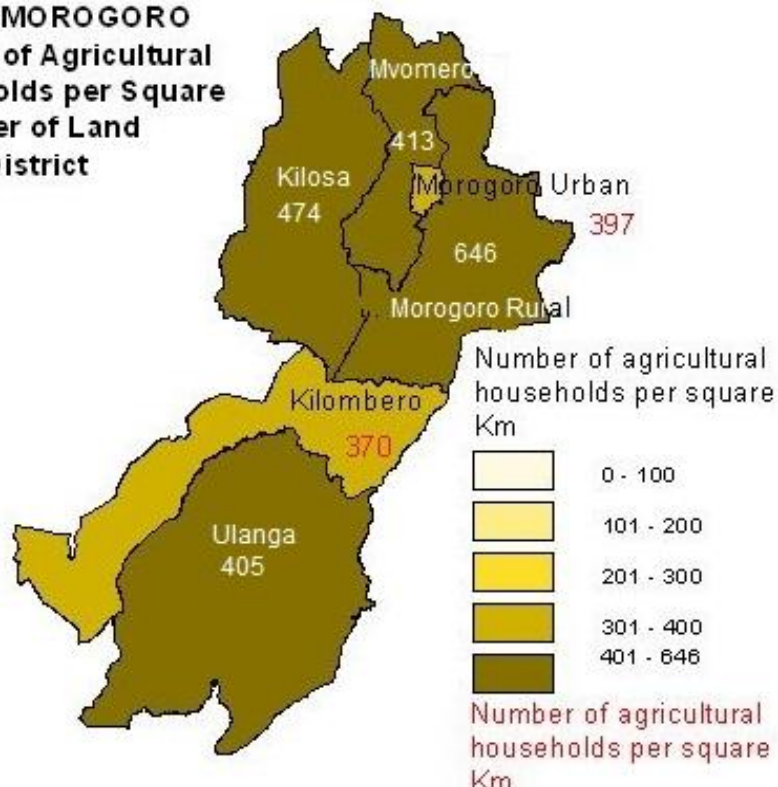 MOROGORO
of Agricultural
olds per Square
er of Land
istrict
Mvomero
413
Kilosa
474
Morogoro Urban
397
646
Morogoro Rural
Kilombero
370
Ulanga
405
Number of agricultural
households per square
Km
0 - 100
101 - 200
201 - 300
301 - 400
401 - 646
Number of agricultural
households per square
Km